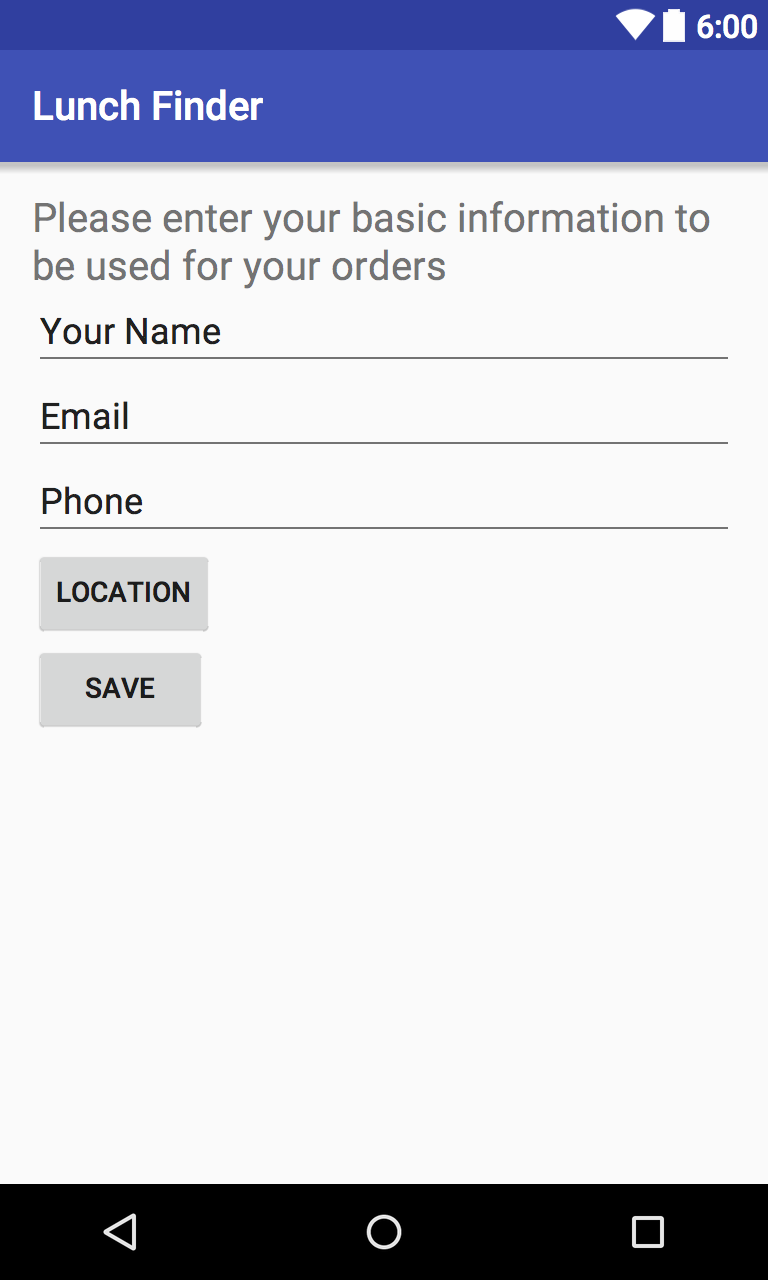 6:00
Lunch Finder
Please enter your basic information to
be used for your orders
Your Name
Email
Phone
LOCATION
SAVE